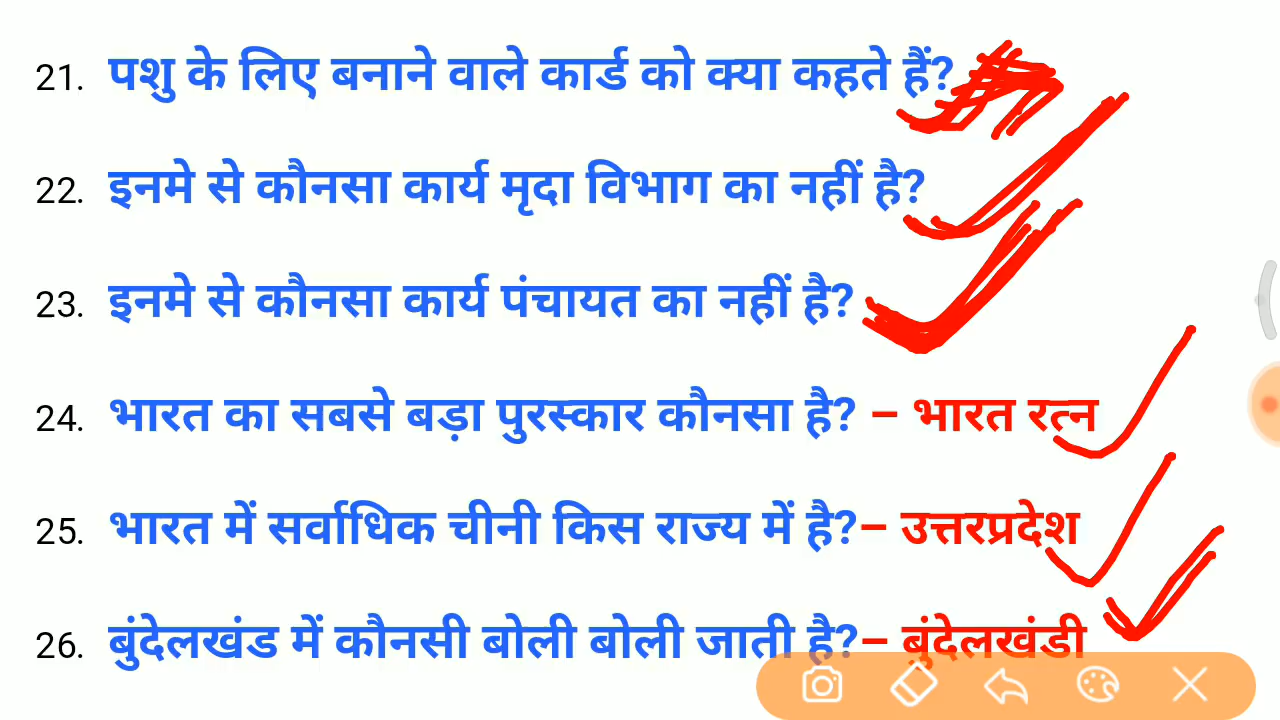 21. पशु के लिए बनाने वाले कार्ड को क्या कहते हैं?
22. इनमे से कौनसा कार्य मृदा विभाग का नहीं है?
23. इनमे से कौनसा कार्य पंचायत का नहीं है?
24. भारत का सबसे बड़ा पुरस्कार कौनसा है? – भारत रत्न
25. भारत में सर्वाधिक चीनी किस राज्य में है?– उत्तरप्रदेश
26. बुंदेलखंड में कौनसी बोली बोली जाती है?– बुंदेलखंडी